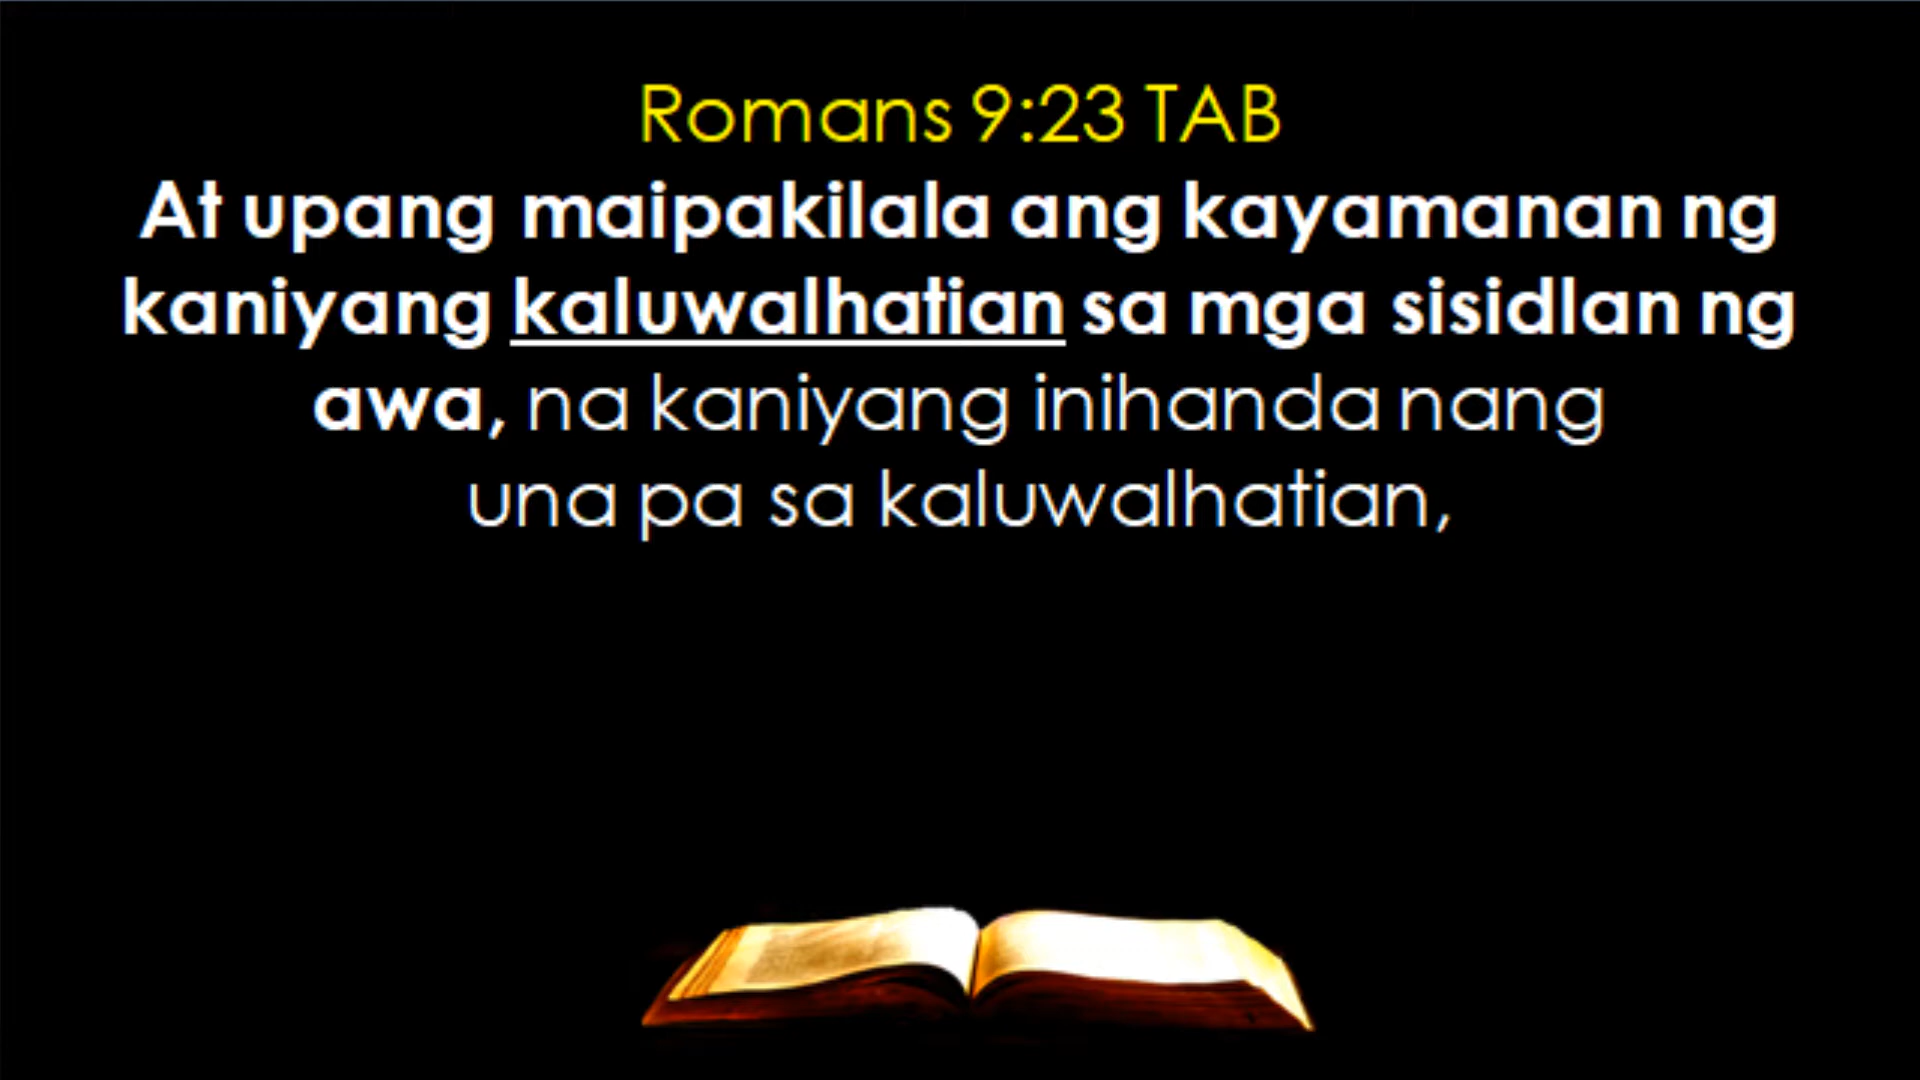 Romans 9:23 TAB
At upang maipakilala ang kayamanan ng
kaniyang kaluwalhatian sa mga sisidlan ng
awa, na kaniyang inihanda nang
una pa sa kaluwalhatian,